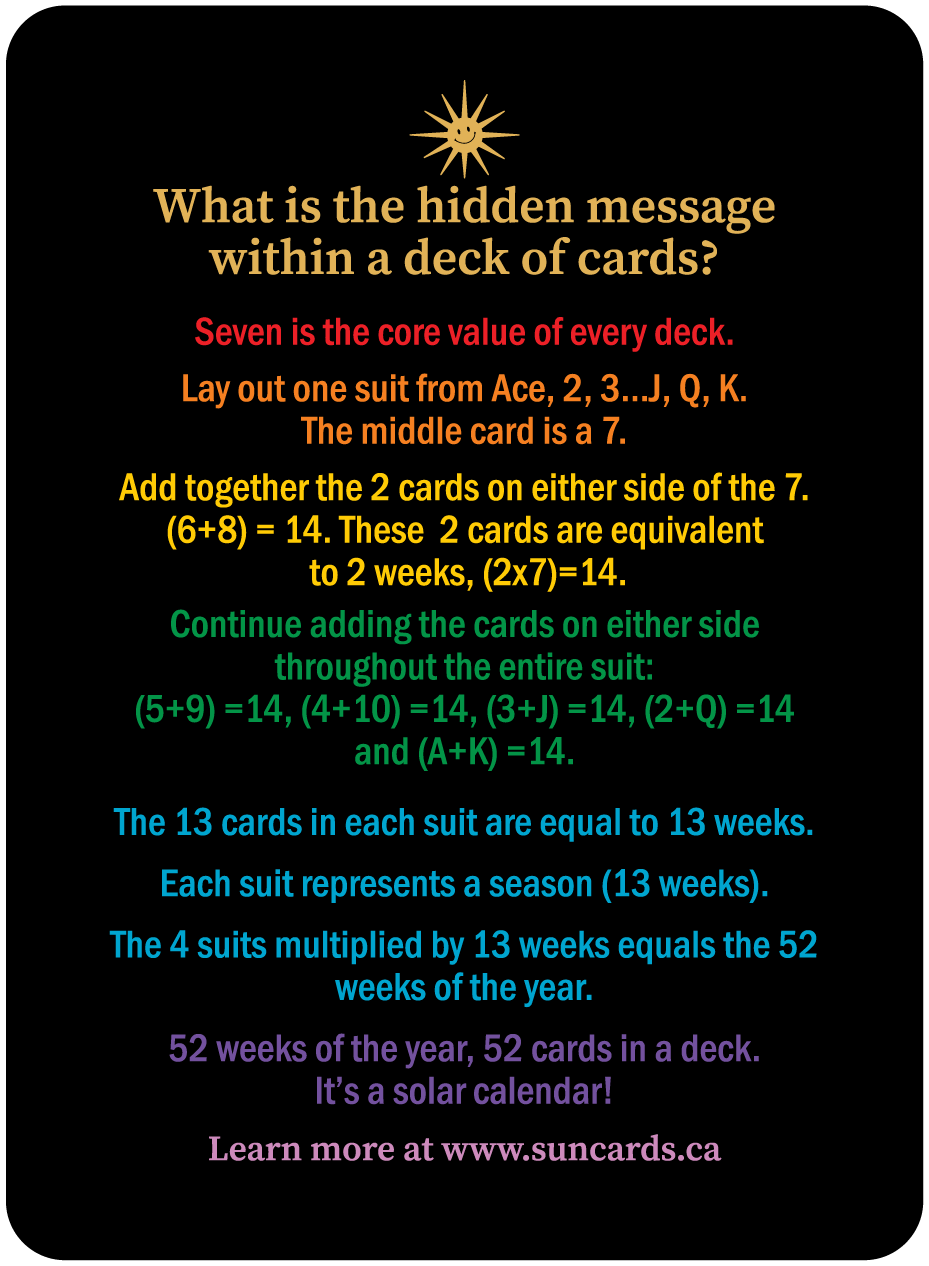 What is the hidden message
within a deck of cards?
Seven is the core value of every deck.
Lay out one suit from Ace, 2, 3...J, Q, K.
The middle card is a 7.
Add together the 2 cards on either side of the 7.
(6+8) = 14. These  2 cards are equivalent
to 2 weeks, (2x7)=14.
Continue adding the cards on either side
throughout the entire suit:
(5+9) =14, (4+10) =14, (3+J) =14, (2+Q) =14
and (A+K) =14.
The 13 cards in each suit are equal to 13 weeks.
Each suit represents a season (13 weeks).
The 4 suits multiplied by 13 weeks equals the 52
weeks of the year.
52 weeks of the year, 52 cards in a deck.
It’s a solar calendar!
Learn more at www.suncards.ca